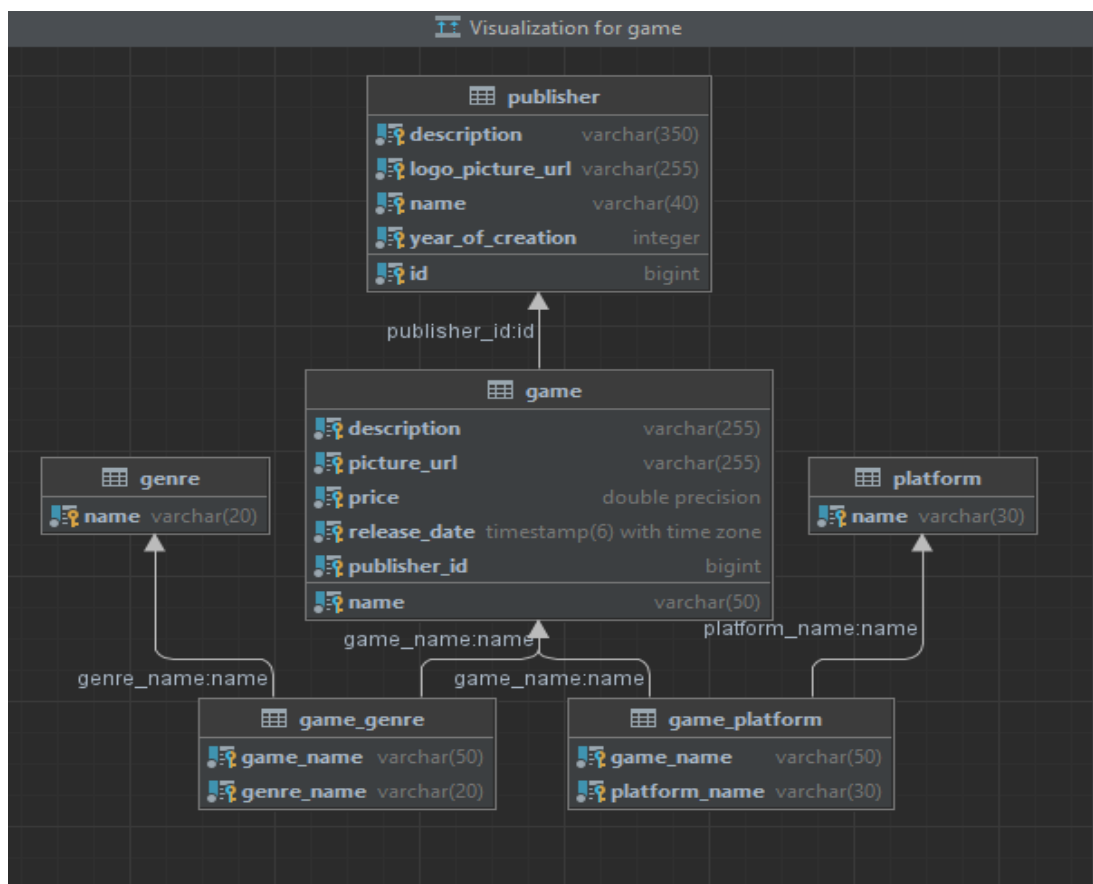 Visualization for game
publisher
description varchar(350)
logo_picture_url varchar(255)
name varchar(40)
year_of_creation integer
id bigint
publisher_id:id
game
description varchar(255)
picture_url varchar(255)
price double precision
release_date timestamp(6) with time zone
publisher_id bigint
name varchar(50)
genre
name varchar(20)
platform
name varchar(30)
game_name:name
platform_name:name
genre_name:name
game_name:name
game_genre
game_name varchar(50)
genre_name varchar(20)
game_platform
game_name varchar(50)
platform_name varchar(30)